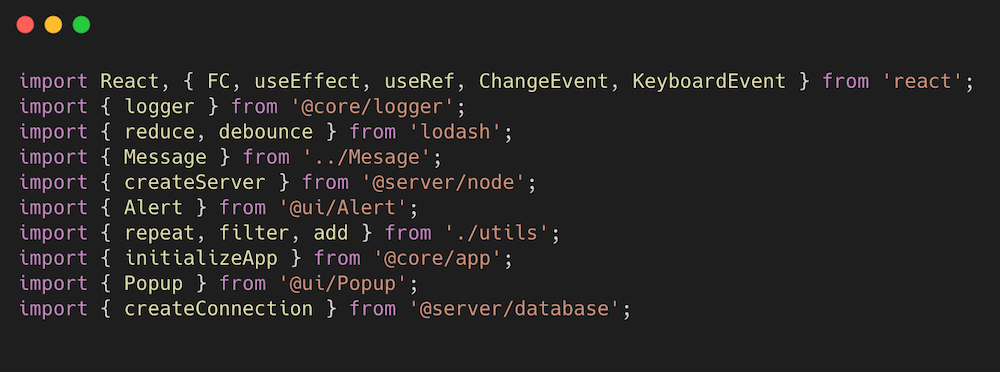 import React, { FC, useEffect, useRef, ChangeEvent, KeyboardEvent } from 'react';
import { logger } from '@core/logger';
import { reduce, debounce } from 'lodash';
import { Message } from '../Mesage';
import { createServer } from '@server/node';
import { Alert } from '@ui/Alert';
import { repeat, filter, add } from './utils';
import { initializeApp } from '@core/app';
import { Popup } from '@ui/Popup';
import { createConnection } from '@server/database';